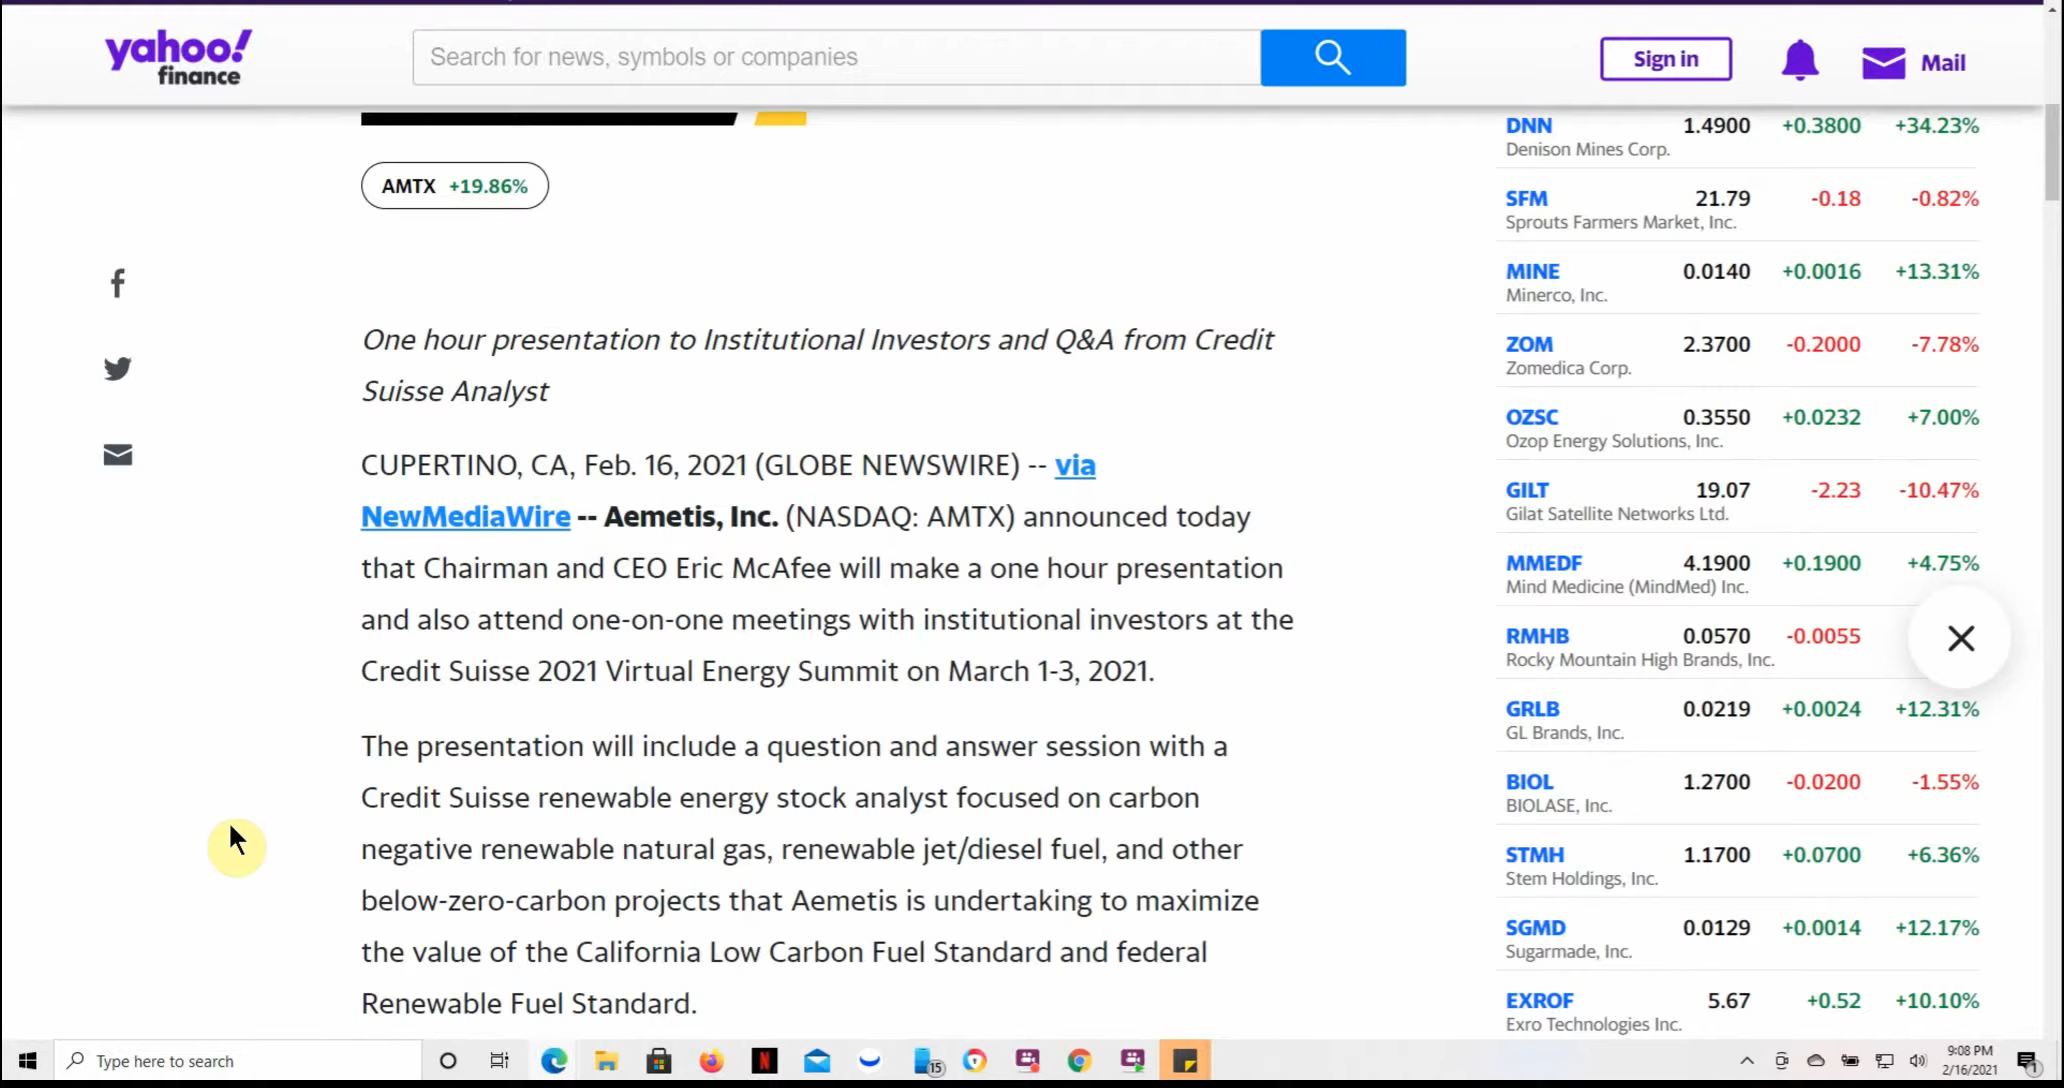 yahoo!
finance
Search for news, symbols or companies
Sign in
Mail
AMTX +19.86%
One hour presentation to Institutional Investors and Q&A from Credit
Suisse Analyst
CUPERTINO, CA, Feb. 16, 2021 (GLOBE NEWSWIRE) -- via
NewMediaWire -- Aemetis, Inc. (NASDAQ: AMTX) announced today
that Chairman and CEO Eric McAfee will make a one hour presentation
and also attend one-on-one meetings with institutional investors at the
Credit Suisse 2021 Virtual Energy Summit on March 1-3, 2021.
The presentation will include a question and answer session with a
Credit Suisse renewable energy stock analyst focused on carbon
negative renewable natural gas, renewable jet/diesel fuel, and other
below-zero-carbon projects that Aemetis is undertaking to maximize
the value of the California Low Carbon Fuel Standard and federal
Renewable Fuel Standard.
DNN 1.4900 +0.3800 +34.23%
Denison Mines Corp.
SFM 21.79 -0.18 -0.82%
Sprouts Farmers Market, Inc.
MINE 0.0140 +0.0016 +13.31%
Minerco, Inc.
ZOM 2.3700 -0.2000 -7.78%
Zomedica Corp.
OZSC 0.3550 +0.0232 +7.00%
Ozop Energy Solutions, Inc.
GILT 19.07 -2.23 -10.47%
Gilat Satellite Networks Ltd.
MMEDF 4.1900 +0.1900 +4.75%
Mind Medicine (MindMed) Inc.
RMHB 0.0570 -0.0055
Rocky Mountain High Brands, Inc.
GRLB 0.0219 +0.0024 +12.31%
GL Brands, Inc.
BIOL 1.2700 -0.0200 -1.55%
BIOLASE, Inc.
STMH 1.1700 +0.0700 +6.36%
Stem Holdings, Inc.
SGMD 0.0129 +0.0014 +12.17%
Sugarmade, Inc.
EXROF 5.67 +0.52 +10.10%
Exro Technologies Inc.
Type here to search
15
9:08 PM
2/16/2021
1